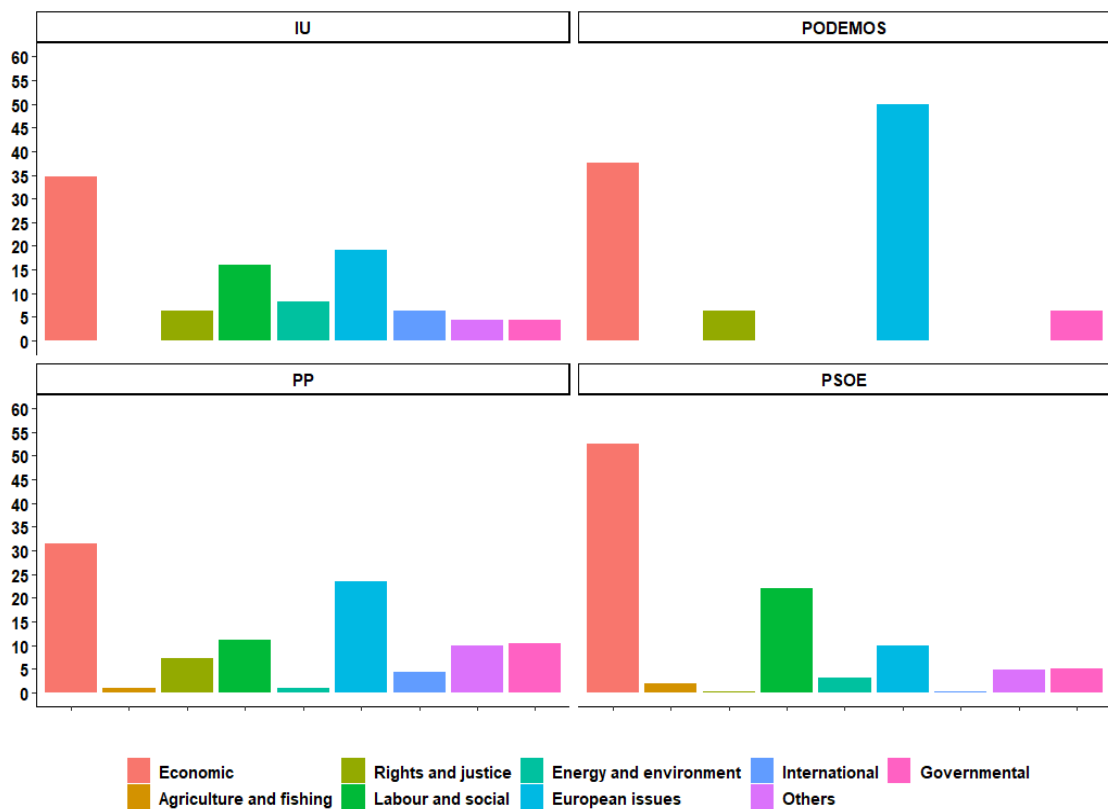 IU
PODEMOS
60
55
50
45
40
35
30
25
20
15
10
5
0
PP
PSOE
60
55
50
45
40
35
30
25
20
15
10
5
0
Economic
Rights and justice
Energy and environment
International
Governmental
Agriculture and fishing
Labour and social
European issues
Others